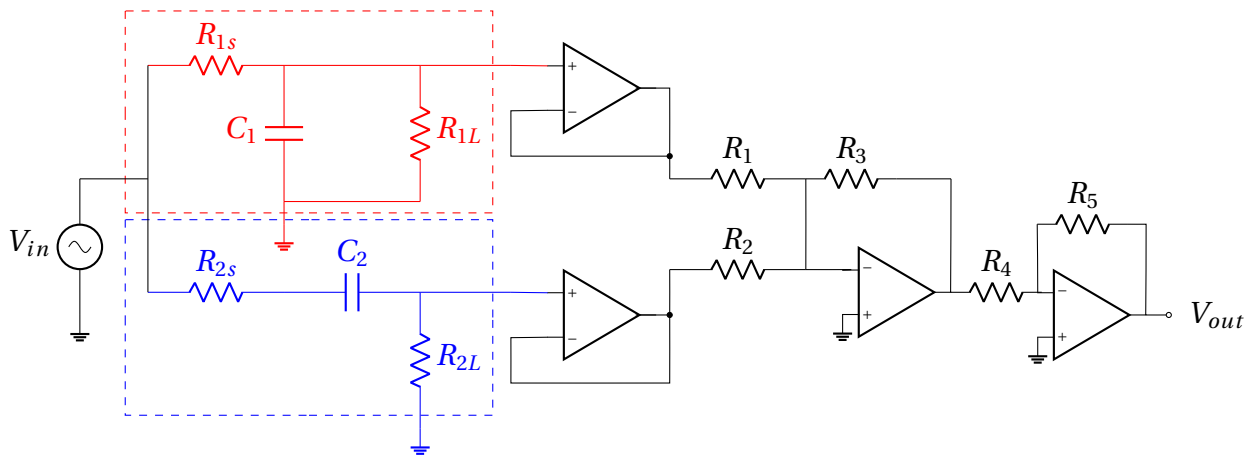 R1s
C1
R1L
+
−
R1
R3
Vin
R2s
C2
R2L
+
−
R2
−
+
R4
R5
−
+
Vout